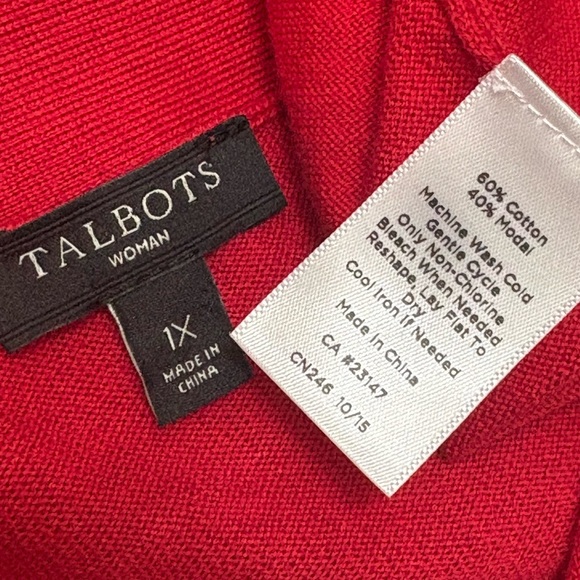 TALBOTS
WOMAN
1X
MADE IN
CHINA
60% Cotton
40% Modal
Machine Wash Cold
Gentle Cycle
Only Non-Chlorine
Bleach When Needed
Reshape, Lay Flat To
Dry
Cool Iron if Needed
Made In China
CA #23147
CN246 10/15